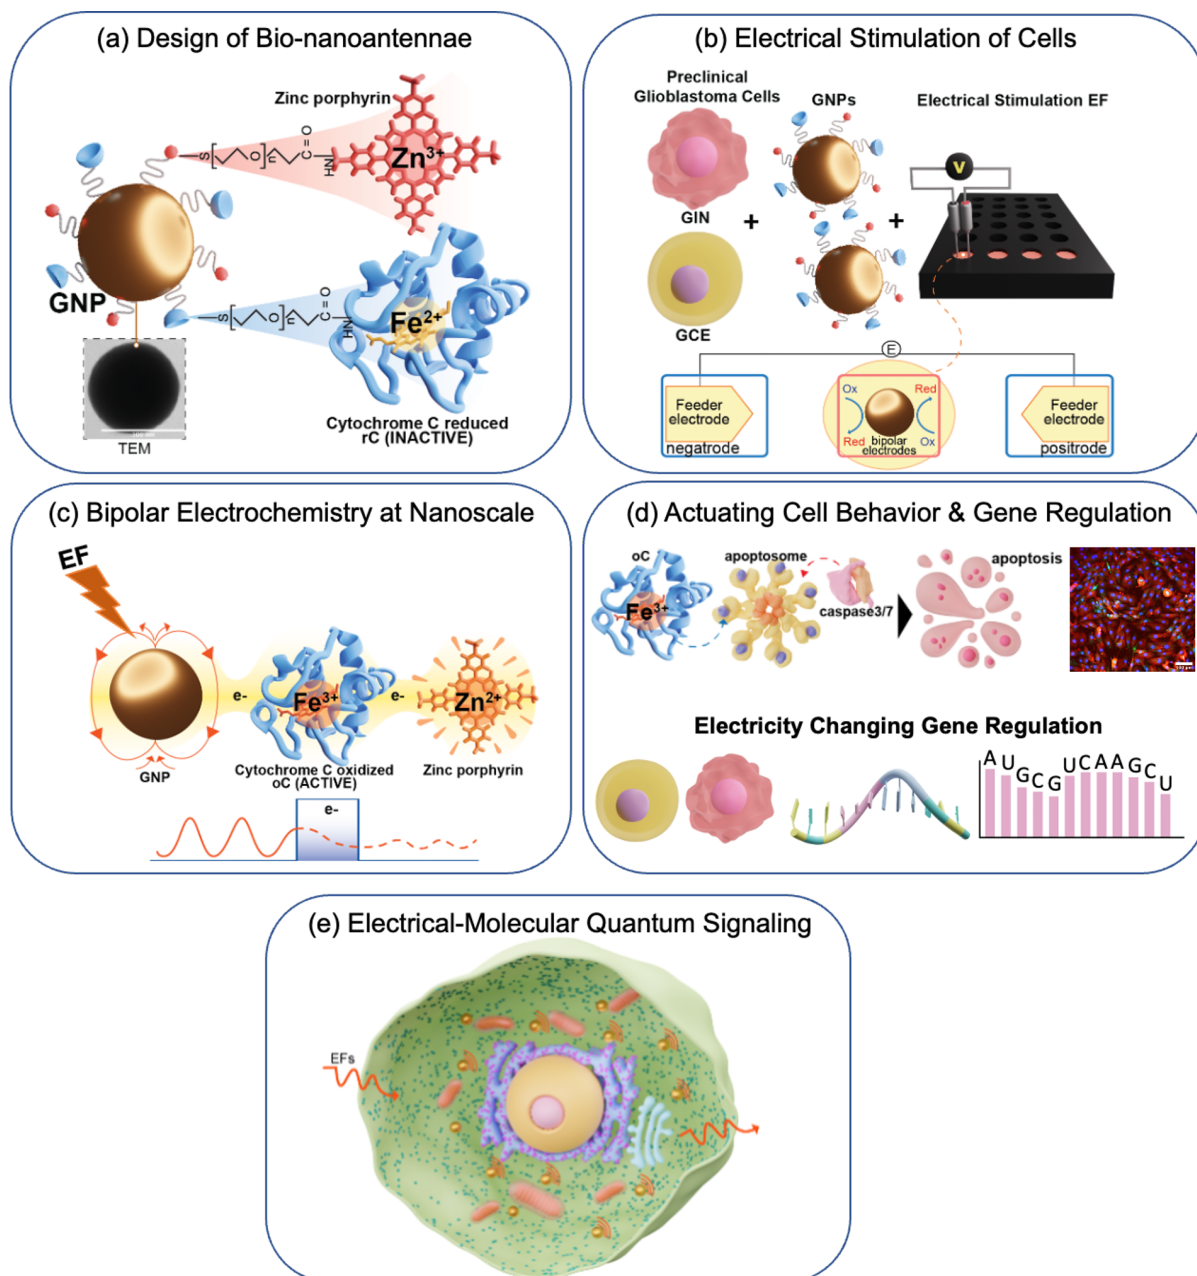 (a) Design of Bio-nanoantennae
Zinc porphyrin
S
O
n
C
=
O
HN
Zn3+
GNP
S
O
n
C
=
O
HN
Fe2+
TEM
Cytochrome C reduced
rC (INACTIVE)
(b) Electrical Stimulation of Cells
Preclinical
Glioblastoma Cells
GNPs
Electrical Stimulation EF
V
GIN
+
+
GCE
E
Feeder
electrode
negatrode
Ox
Red
Red
Ox
bipolar
electrodes
Feeder
electrode
positrode
(c) Bipolar Electrochemistry at Nanoscale
EF
e-
Fe3+
e-
Zn2+
GNP
Cytochrome C oxidized
oC (ACTIVE)
Zinc porphyrin
e-
(d) Actuating Cell Behavior & Gene Regulation
oC
apoptosome
apoptosis
Fe3+
caspase3/7
Electricity Changing Gene Regulation
A U G C G U C A A G C U
(e) Electrical-Molecular Quantum Signaling
EFs